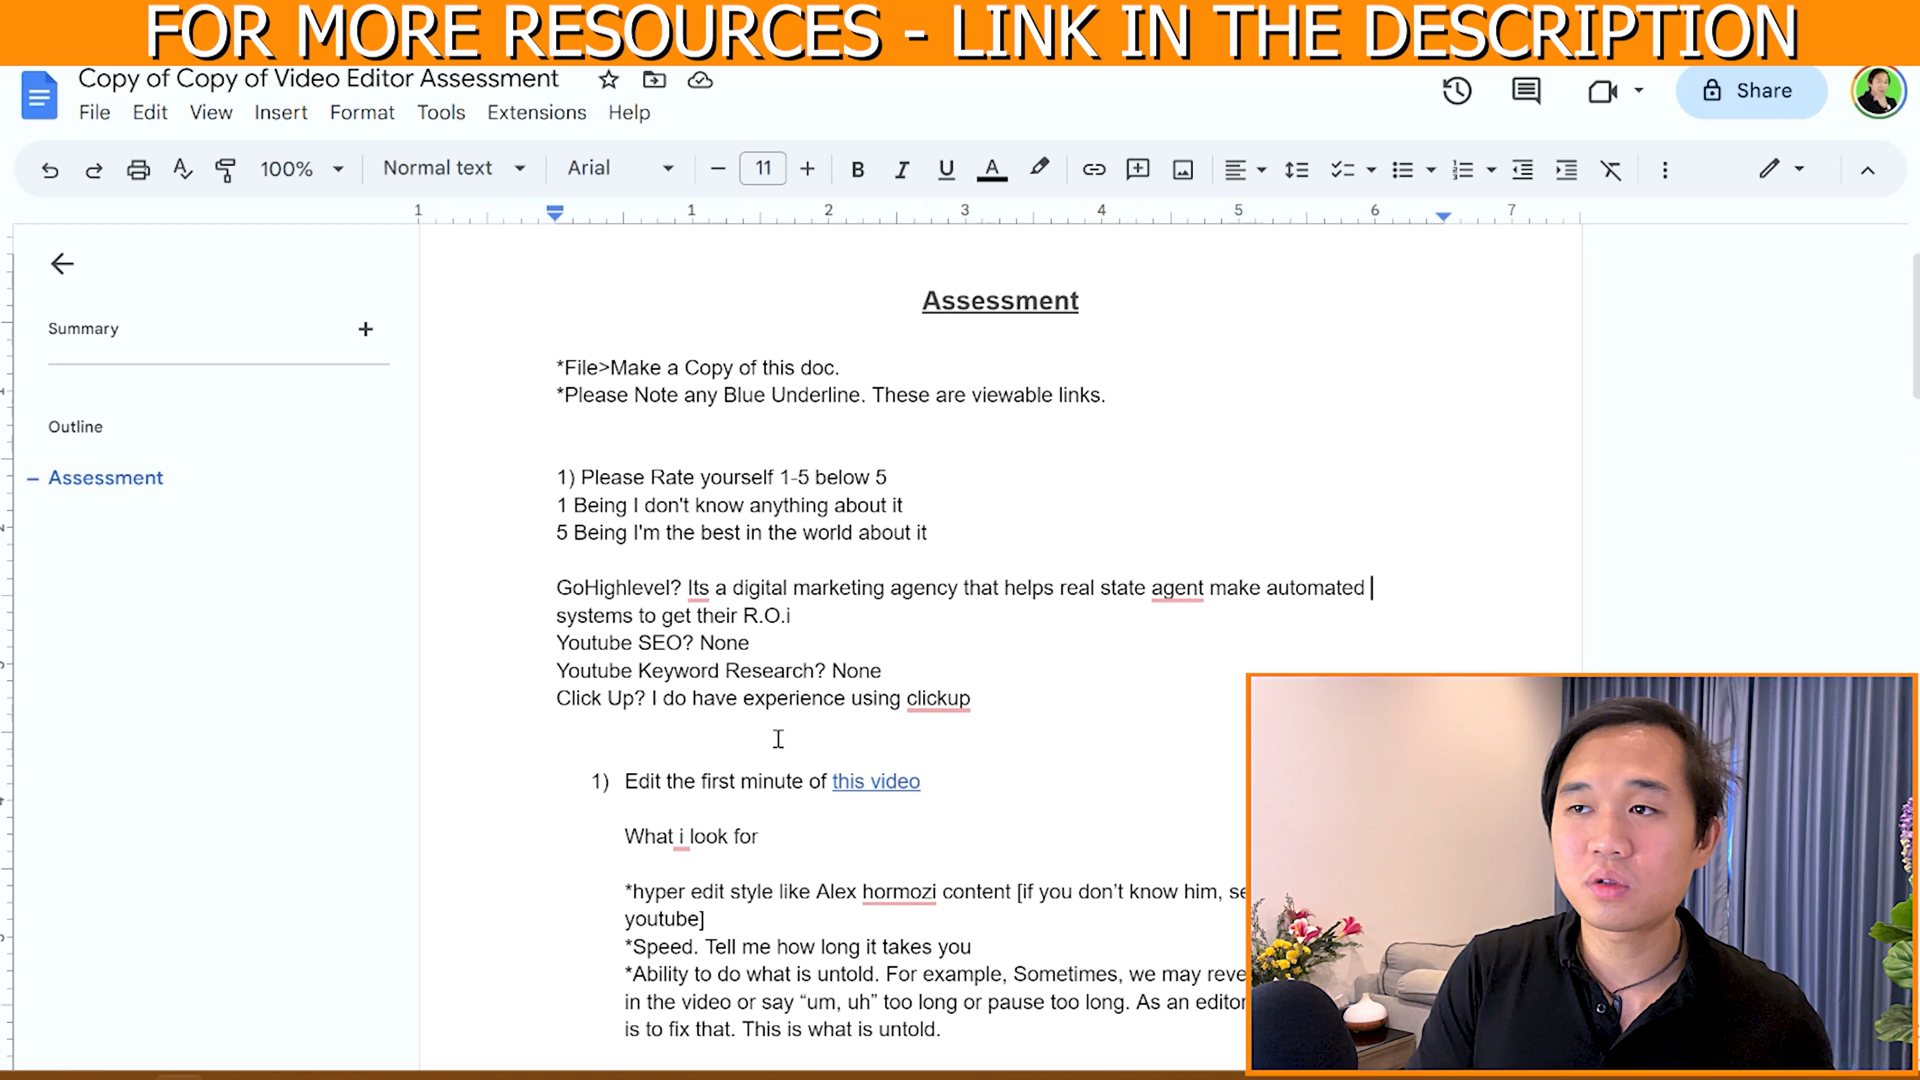 FOR MORE RESOURCES - LINK IN THE DESCRIPTION
Copy of Copy of Video Editor Assessment
File Edit View Insert Format Tools Extensions Help
Share
100% Normal text Arial 11
1 1 2 3 4 5 6 7
Summary
Outline
Assessment
Assessment
*File>Make a Copy of this doc.
*Please Note any Blue Underline. These are viewable links.
1) Please Rate yourself 1-5 below 5
1 Being I don't know anything about it
5 Being I'm the best in the world about it
GoHighlevel? Its a digital marketing agency that helps real state agent make automated
systems to get their R.O.i
Youtube SEO? None
Youtube Keyword Research? None
Click Up? I do have experience using clickup
1) Edit the first minute of this video
What i look for
*hyper edit style like Alex hormozi content [if you don’t know him, se
youtube]
*Speed. Tell me how long it takes you
*Ability to do what is untold. For example, Sometimes, we may reve
in the video or say “um, uh” too long or pause too long. As an editor
is to fix that. This is what is untold.